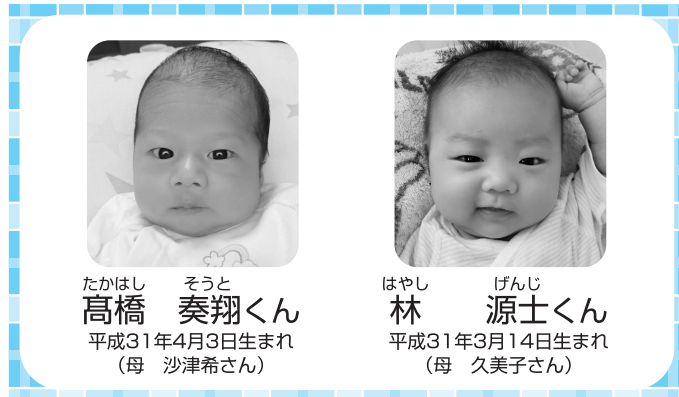 たかはし　そうと
髙橋　奏翔くん
平成31年4月3日生まれ
（母　沙津希さん）
はやし　げんじ
林　源士くん
平成31年3月14日生まれ
（母　久美子さん）